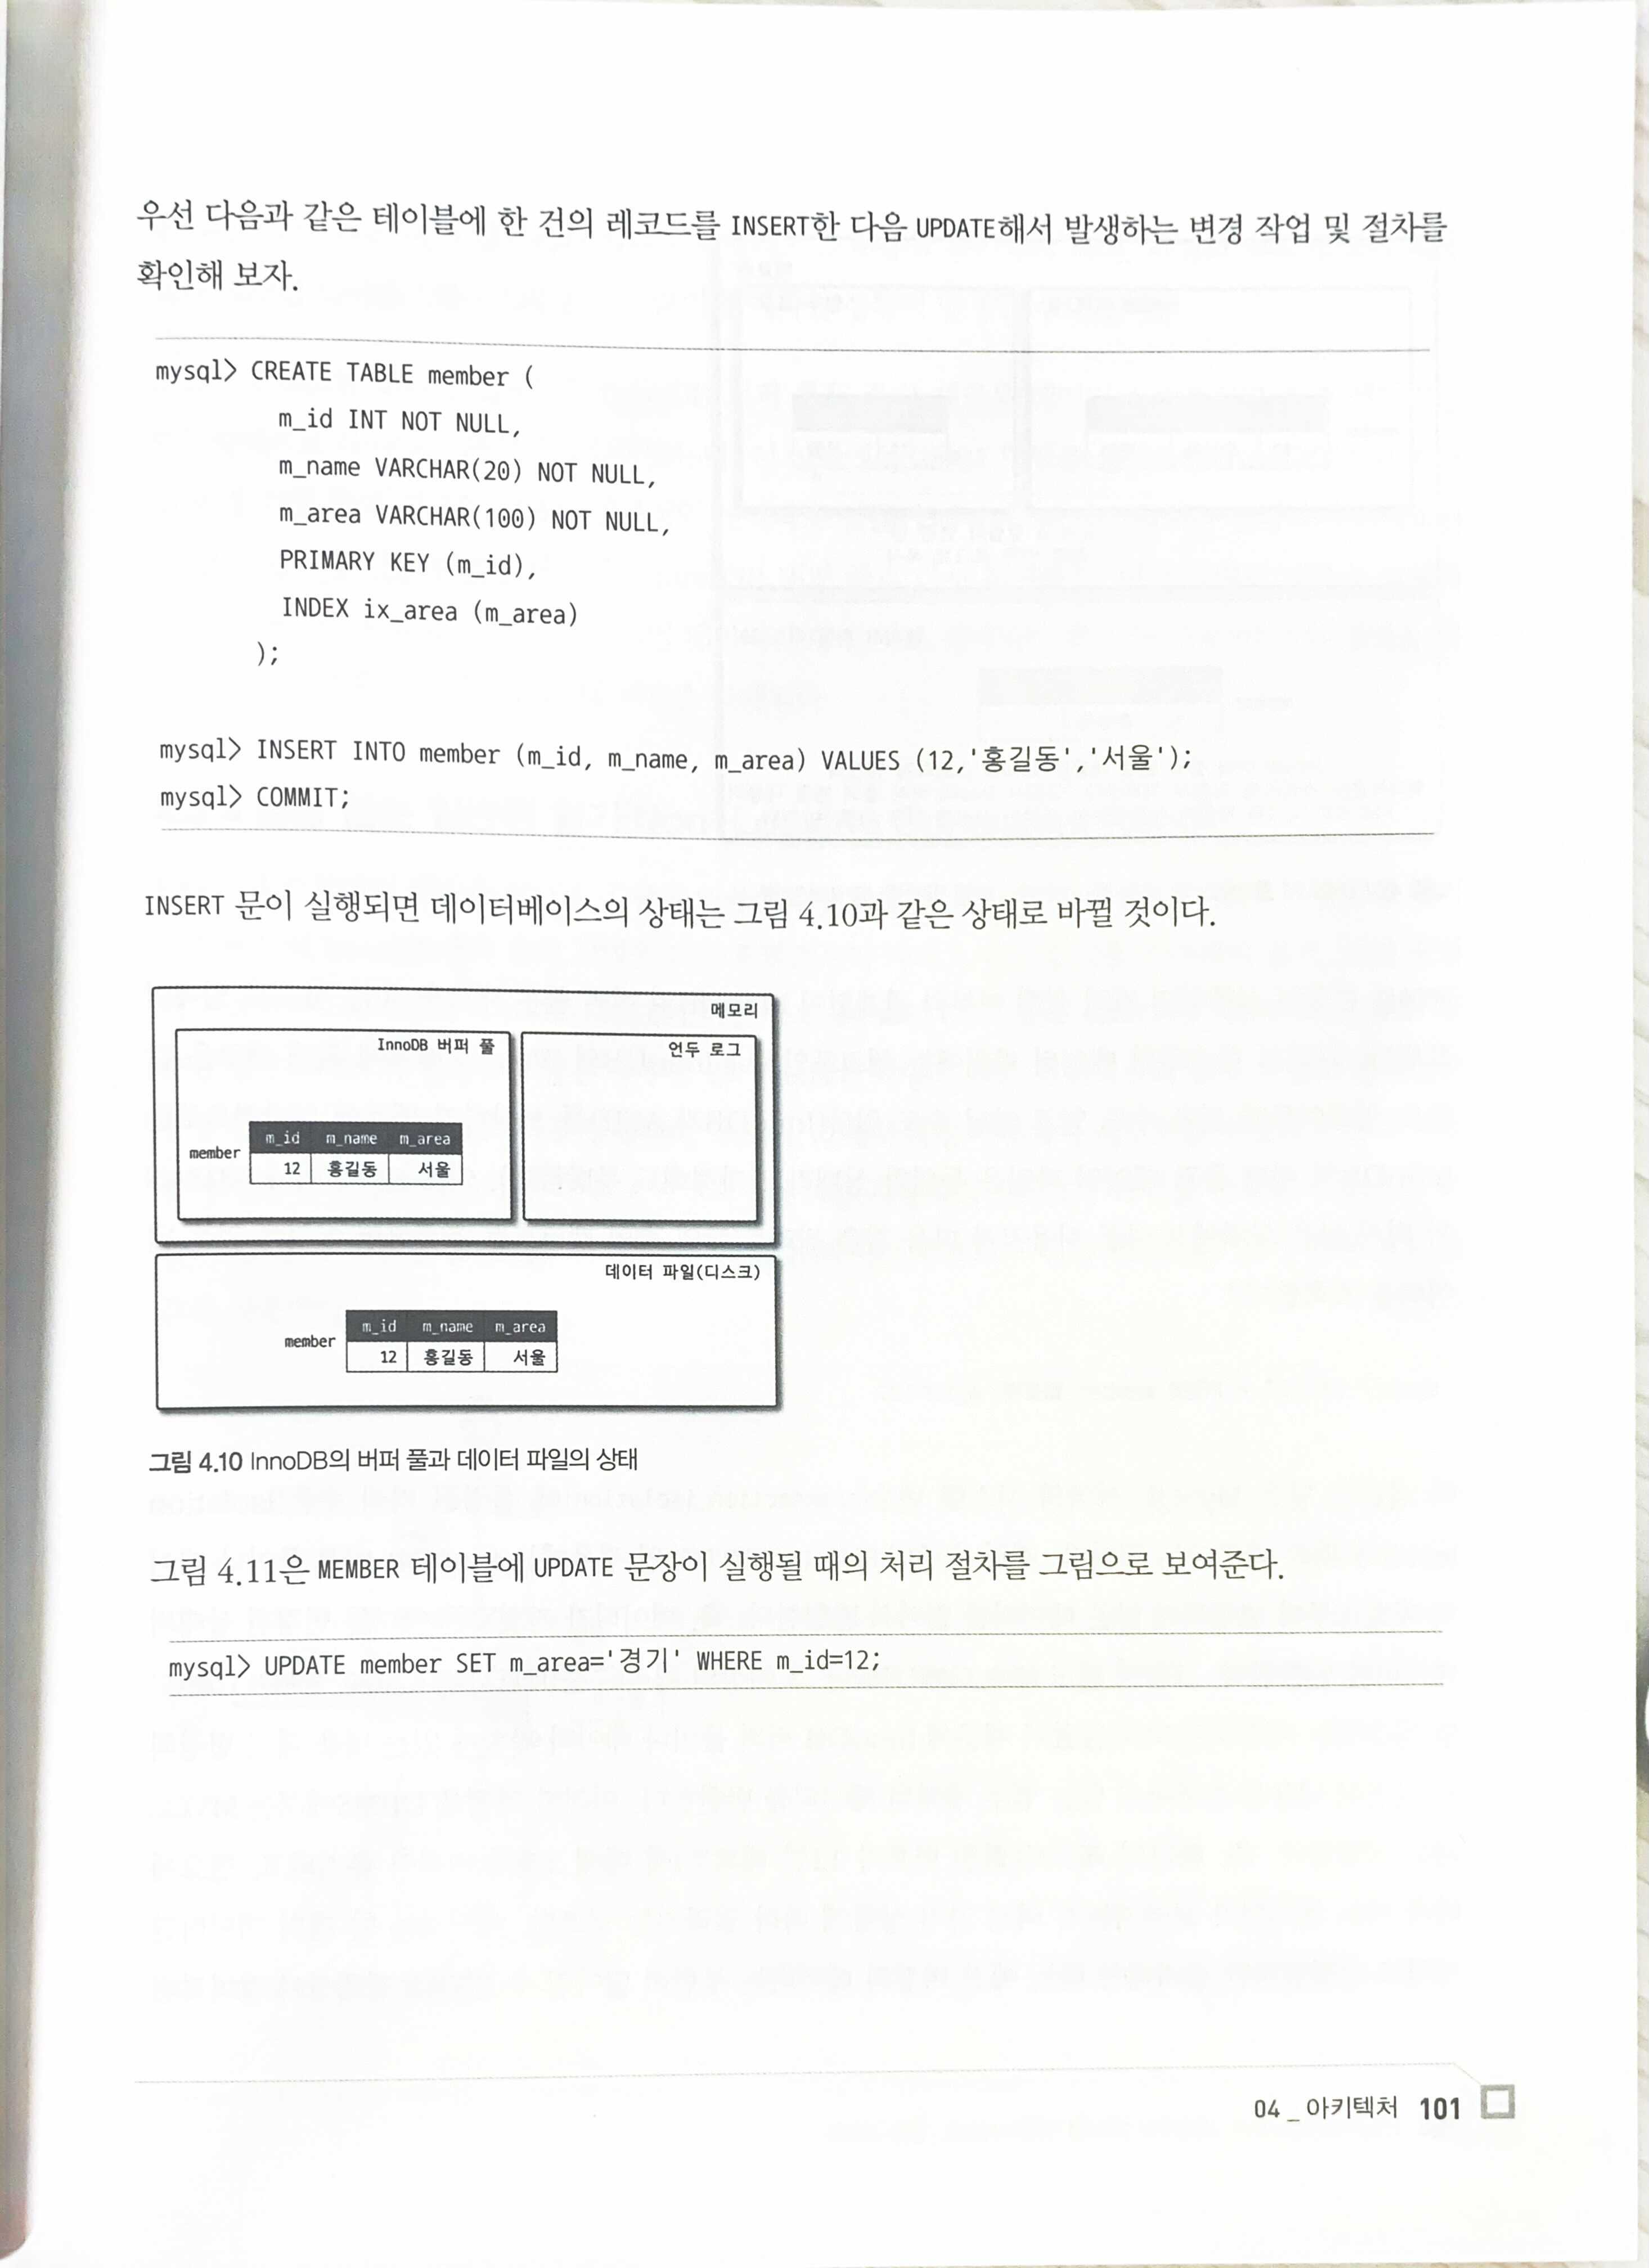 우선 다음과 같은 테이블에 한 건의 레코드를 INSERT한 다음 UPDATE해서 발생하는 변경 작업 및 절차를
확인해 보자.
mysql> CREATE TABLE member (
m_id INT NOT NULL,
m_name VARCHAR(20) NOT NULL,
m_area VARCHAR(100) NOT NULL,
PRIMARY KEY (m_id),
INDEX ix_area (m_area)
);
mysql> INSERT INTO member (m_id, m_name, m_area) VALUES (12,'홍길동','서울');
mysql> COMMIT;
INSERT 문이 실행되면 데이터베이스의 상태는 그림 4.10과 같은 상태로 바뀔 것이다.
메모리
InnoDB 버퍼 풀
언두 로그
m_id m_name m_area
member
12 홍길동 서울
데이터 파일(디스크)
m_id m_name m_area
member
12 홍길동 서울
그림 4.10 InnoDB의 버퍼 풀과 데이터 파일의 상태
그림 4.11은 MEMBER 테이블에 UPDATE 문장이 실행될 때의 처리 절차를 그림으로 보여준다.
mysql> UPDATE member SET m_area='경기' WHERE m_id=12;
04 _ 아키텍처 101